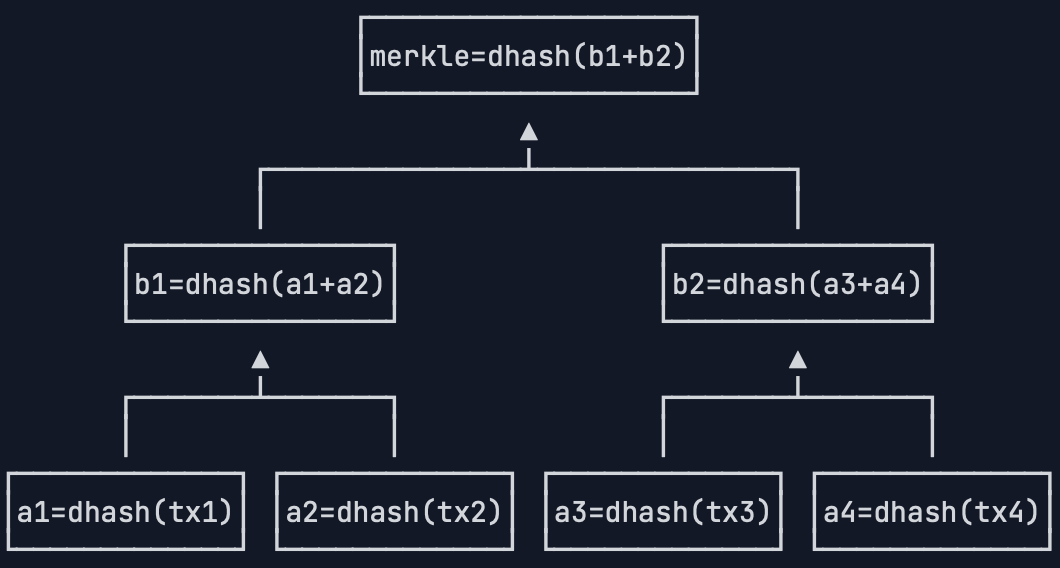 merkle=dhash(b1+b2)
b1=dhash(a1+a2)
b2=dhash(a3+a4)
a1=dhash(tx1)
a2=dhash(tx2)
a3=dhash(tx3)
a4=dhash(tx4)